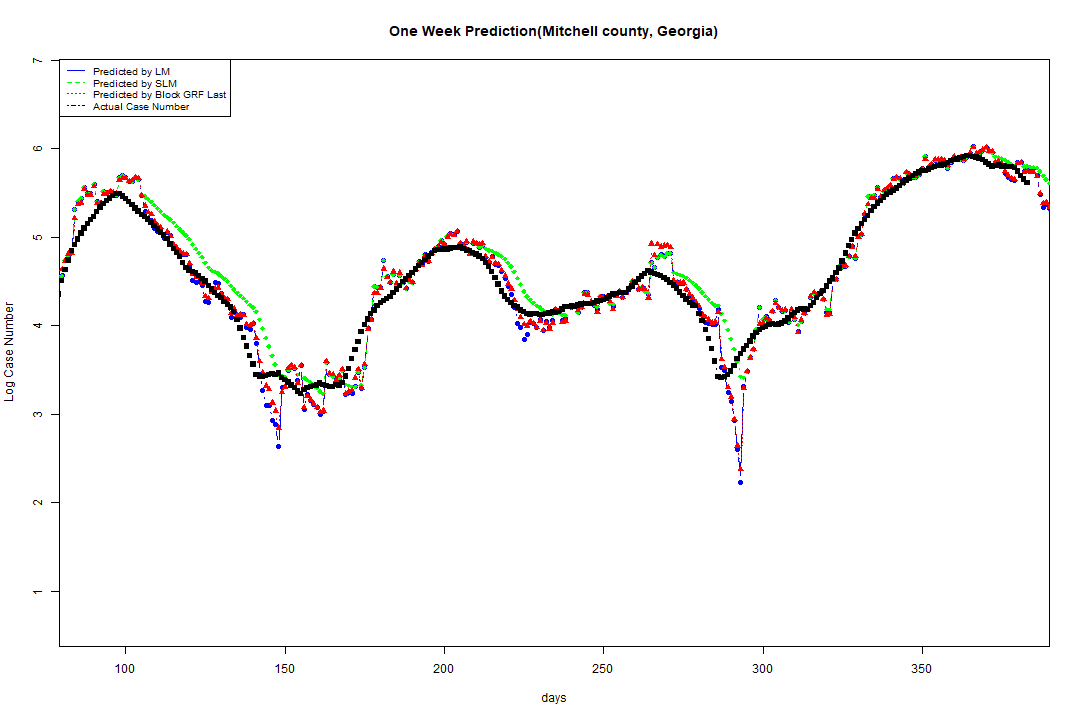 One Week Prediction(Mitchell county, Georgia)
7
Predicted by LM
Predicted by SLM
Predicted by Block GRF Last
Actual Case Number
6
5
4
3
2
1
Log Case Number
100 150 200 250 300 350
days